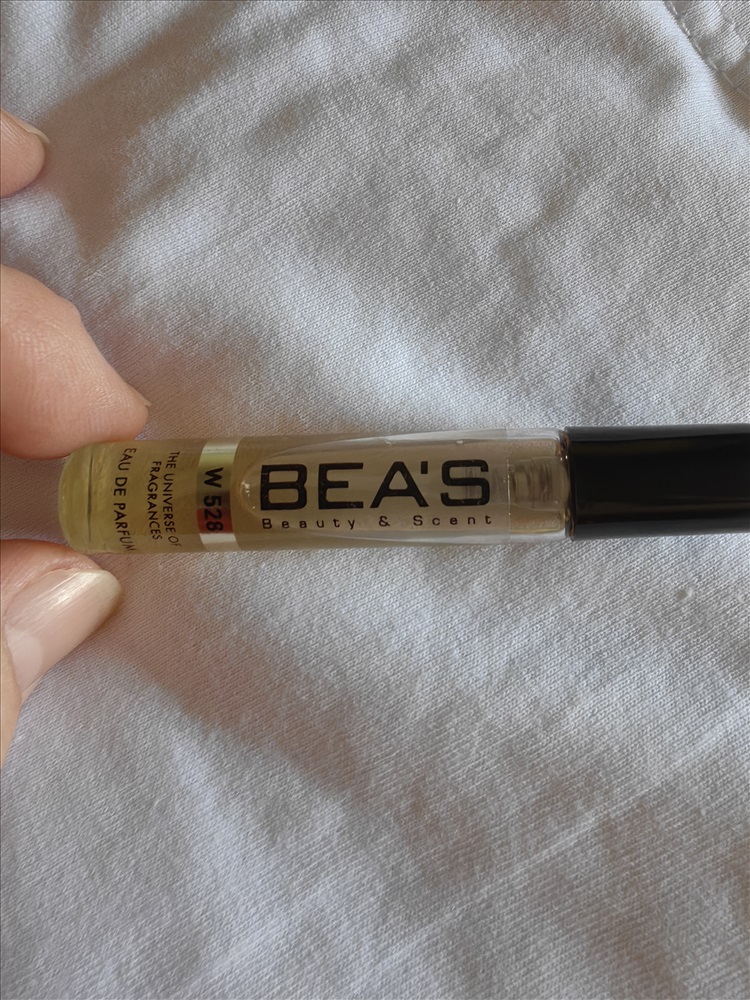 BEA'S
Beauty & Scent
W 528
THE UNIVERSE OF
FRAGRANCES
EAU DE PARFUM